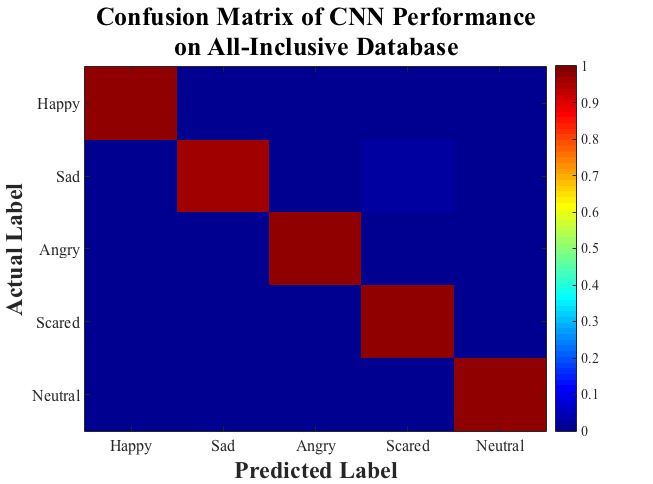 Confusion Matrix of CNN Performance
on All-Inclusive Database
Actual Label
Happy
Sad
Angry
Scared
Neutral
Happy Sad Angry Scared Neutral
Predicted Label
1
0.9
0.8
0.7
0.6
0.5
0.4
0.3
0.2
0.1
0